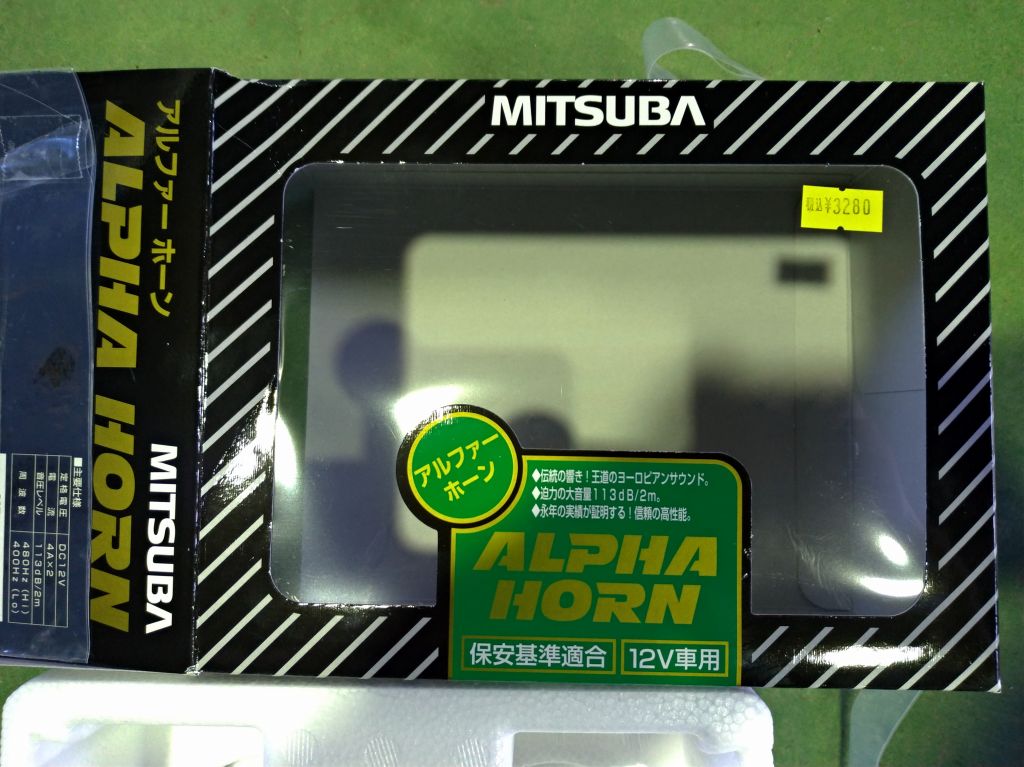 MITSUBA
税込¥3280
アルファー
ホーン
◆伝統の響き!王道のヨーロピアンサウンド。
◆迫力の大音量113dB/2m。
◆永年の実績が証明する!信頼の高性能。
ALPHA
HORN
保安基準適合
12V車用
アルファーホーン
ALPHA HORN
MITSUBA
■主要仕様
定格電圧 DC12V
電流 4A×2
音圧レベル 113dB/2m
周波数 480Hz(Hi)
400Hz(Lo)